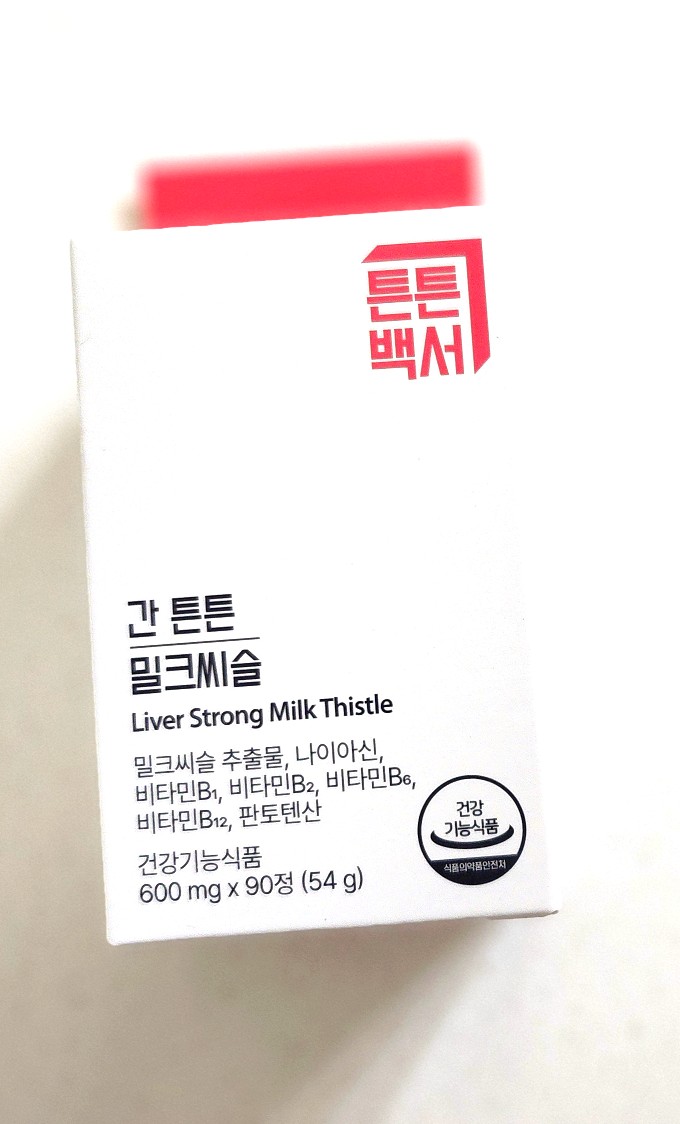 튼튼
백서
간 튼튼
밀크씨슬
Liver Strong Milk Thistle
밀크씨슬 추출물, 나이아신,
비타민B₁, 비타민B₂, 비타민B₆,
비타민B₁₂, 판토텐산
건강기능식품
600 mg x 90정 (54 g)
건강
기능식품
식품의약품안전처